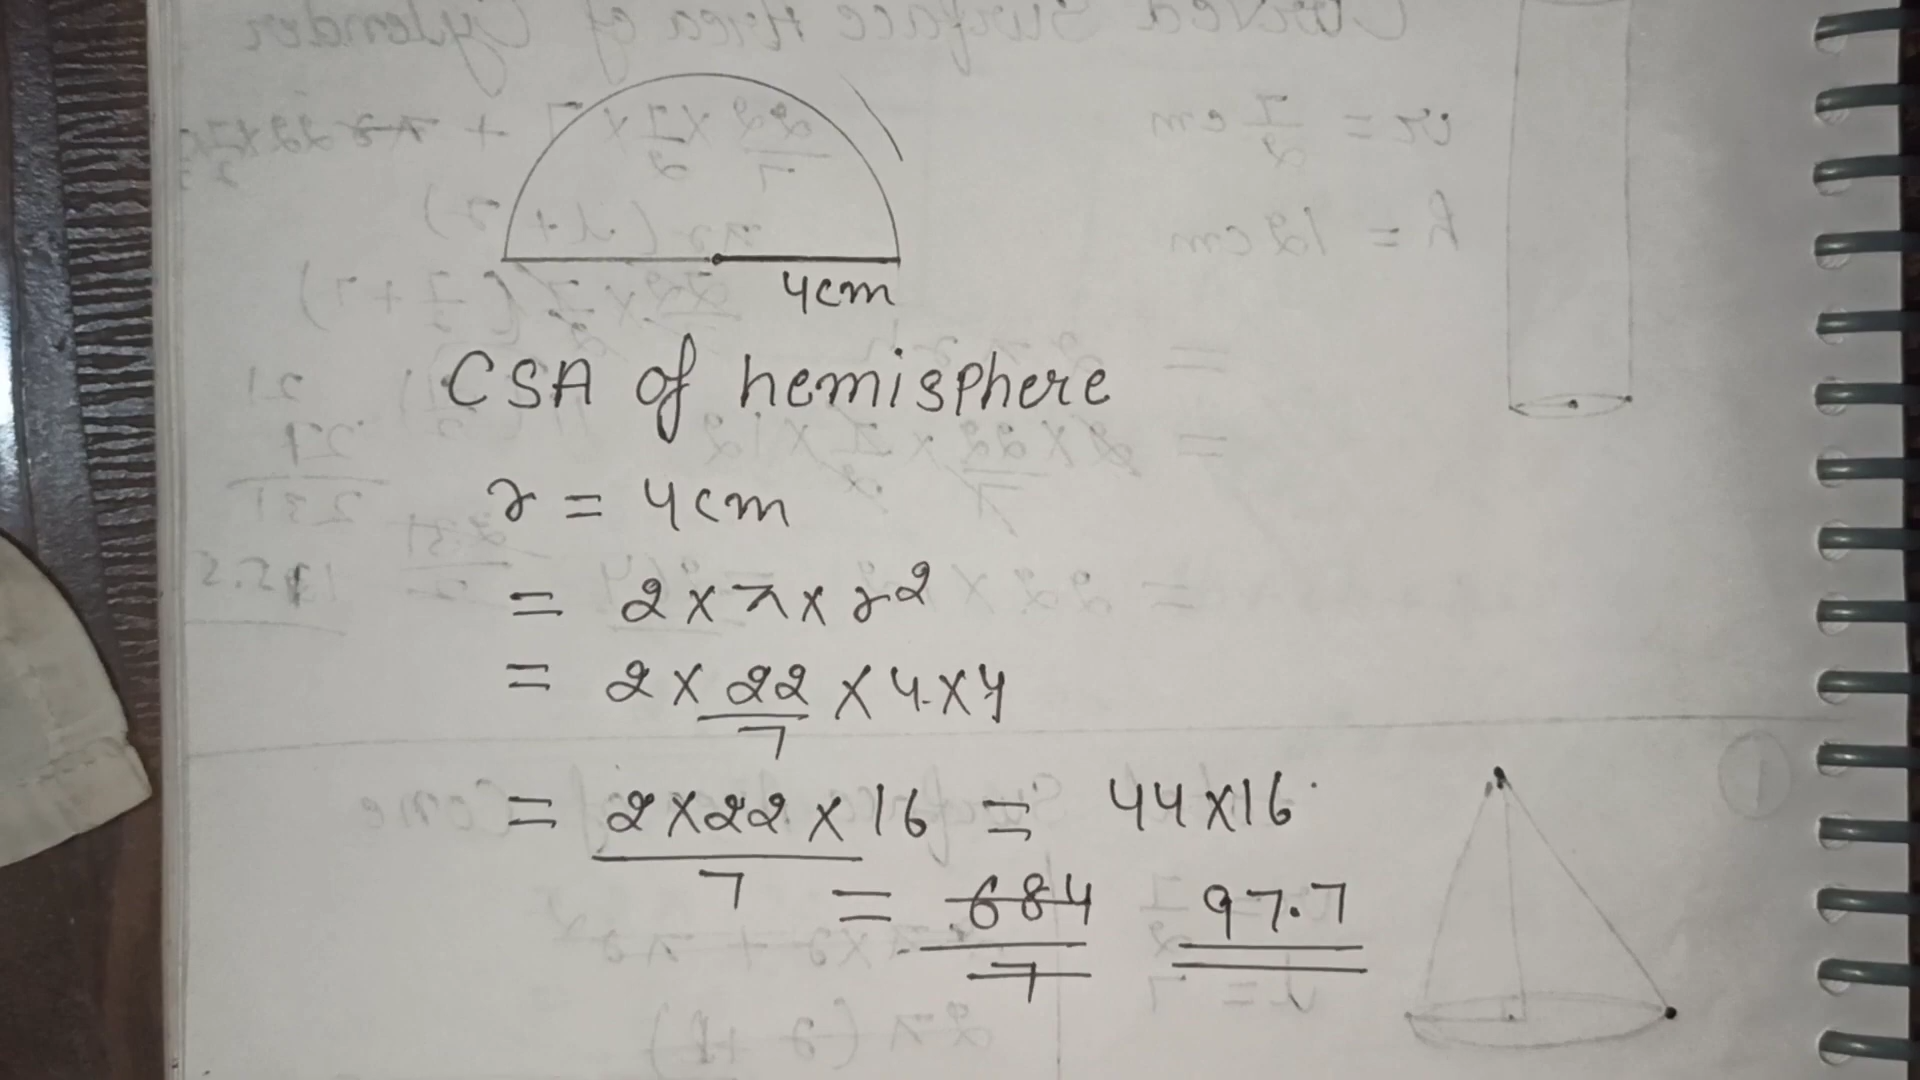 4cm
CSA of hemisphere
r = 4cm
= 2 × π × r²
= 2 × 22/7 × 4 × 4
= 2×22×16/7 = 44×16
= 684/7 97.7